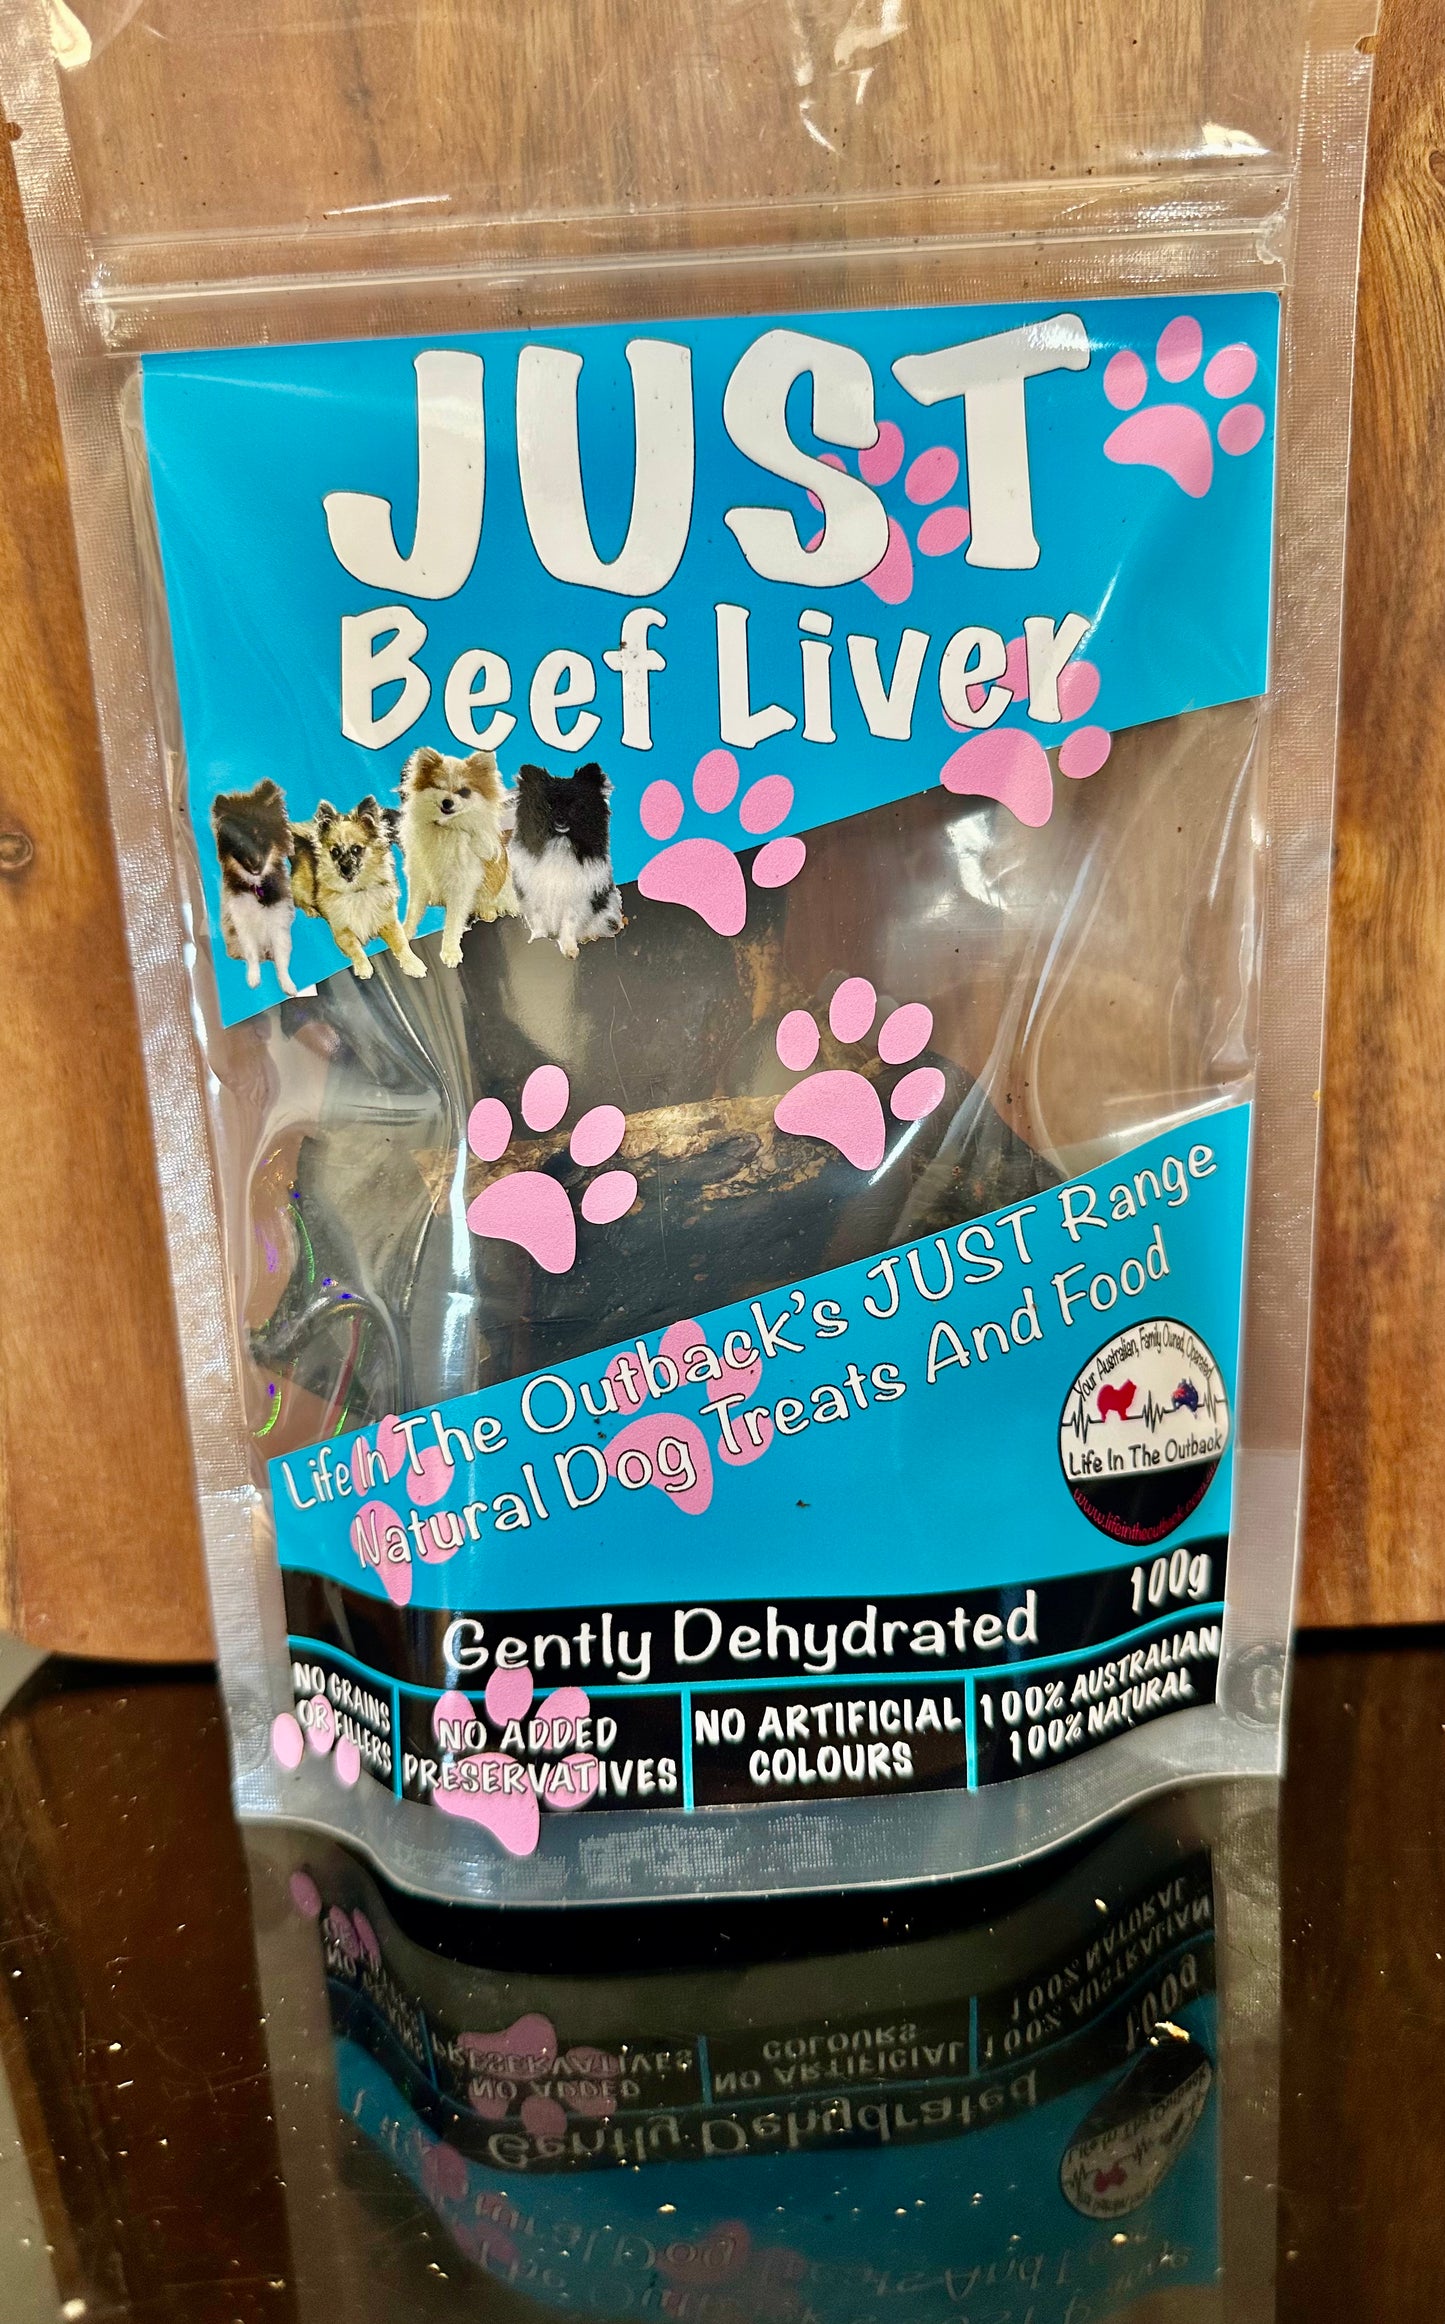 JUST
Beef Liver
Life In The Outback's JUST Range
Natural Dog Treats And Food
Your Australian, Family Owned, Operated
Life In The Outback
100g
Gently Dehydrated
NO GRAINS
OR FILLERS
NO ADDED
PRESERVATIVES
NO ARTIFICIAL
COLOURS
100% AUSTRALIAN
100% NATURAL